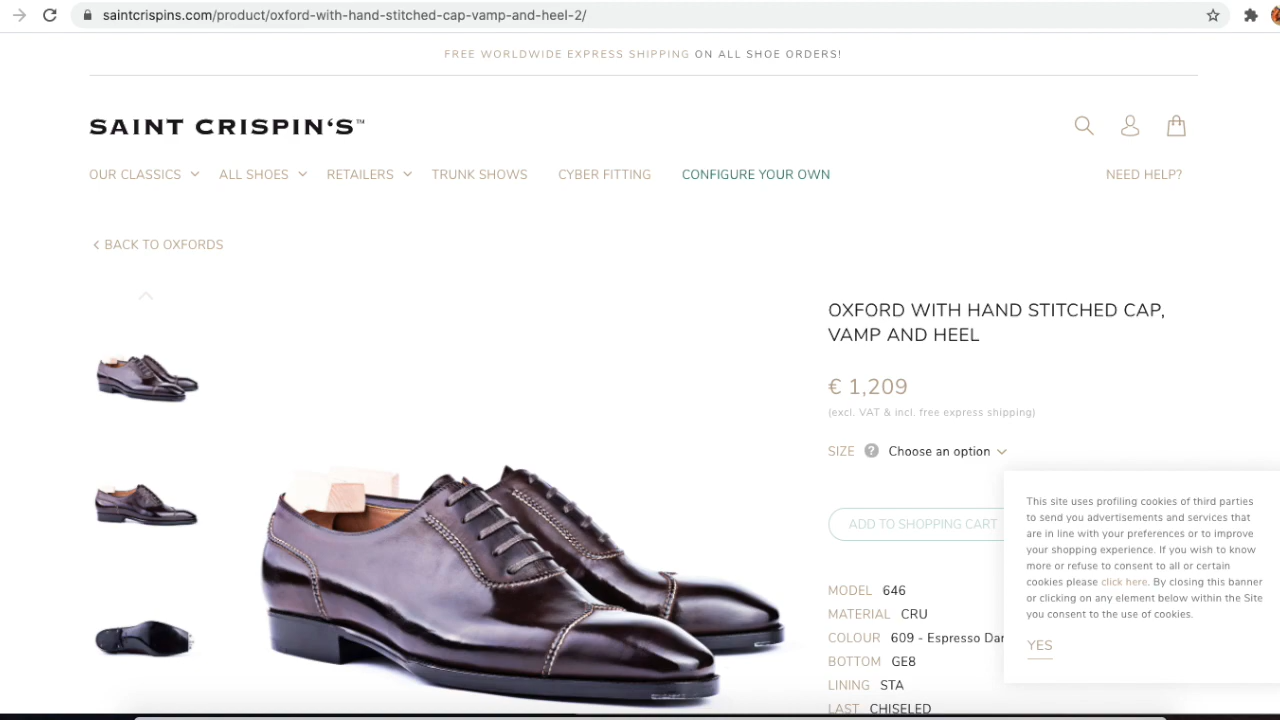 saintcrispins.com/product/oxford-with-hand-stitched-cap-vamp-and-heel-2/
FREE WORLDWIDE EXPRESS SHIPPING ON ALL SHOE ORDERS!
SAINT CRISPIN‘S™
OUR CLASSICS ALL SHOES RETAILERS TRUNK SHOWS CYBER FITTING CONFIGURE YOUR OWN NEED HELP?
BACK TO OXFORDS
OXFORD WITH HAND STITCHED CAP,
VAMP AND HEEL
€ 1,209
(excl. VAT & incl. free express shipping)
SIZE ? Choose an option
ADD TO SHOPPING CART
MODEL 646
MATERIAL CRU
COLOUR 609 - Espresso Dar
BOTTOM GE8
LINING STA
LAST CHISELED
This site uses profiling cookies of third parties
to send you advertisements and services that
are in line with your preferences or to improve
your shopping experience. If you wish to know
more or refuse to consent to all or certain
cookies please click here. By closing this banner
or clicking on any element below within the Site
you consent to the use of cookies.
YES